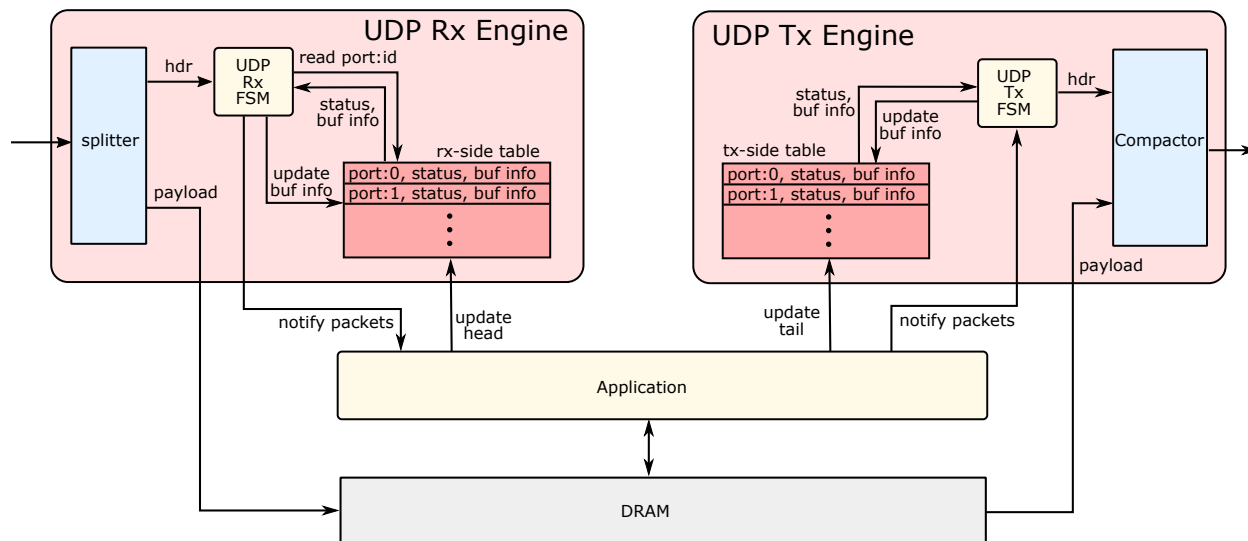 UDP Rx Engine
splitter
hdr
UDP
Rx
FSM
read port:id
status,
buf info
rx-side table
port:0, status, buf info
port:1, status, buf info
update
buf info
payload
notify packets
update
head
UDP Tx Engine
UDP
Tx
FSM
hdr
Compactor
status,
buf info
update
buf info
tx-side table
port:0, status, buf info
port:1, status, buf info
payload
update
tail
notify packets
Application
DRAM